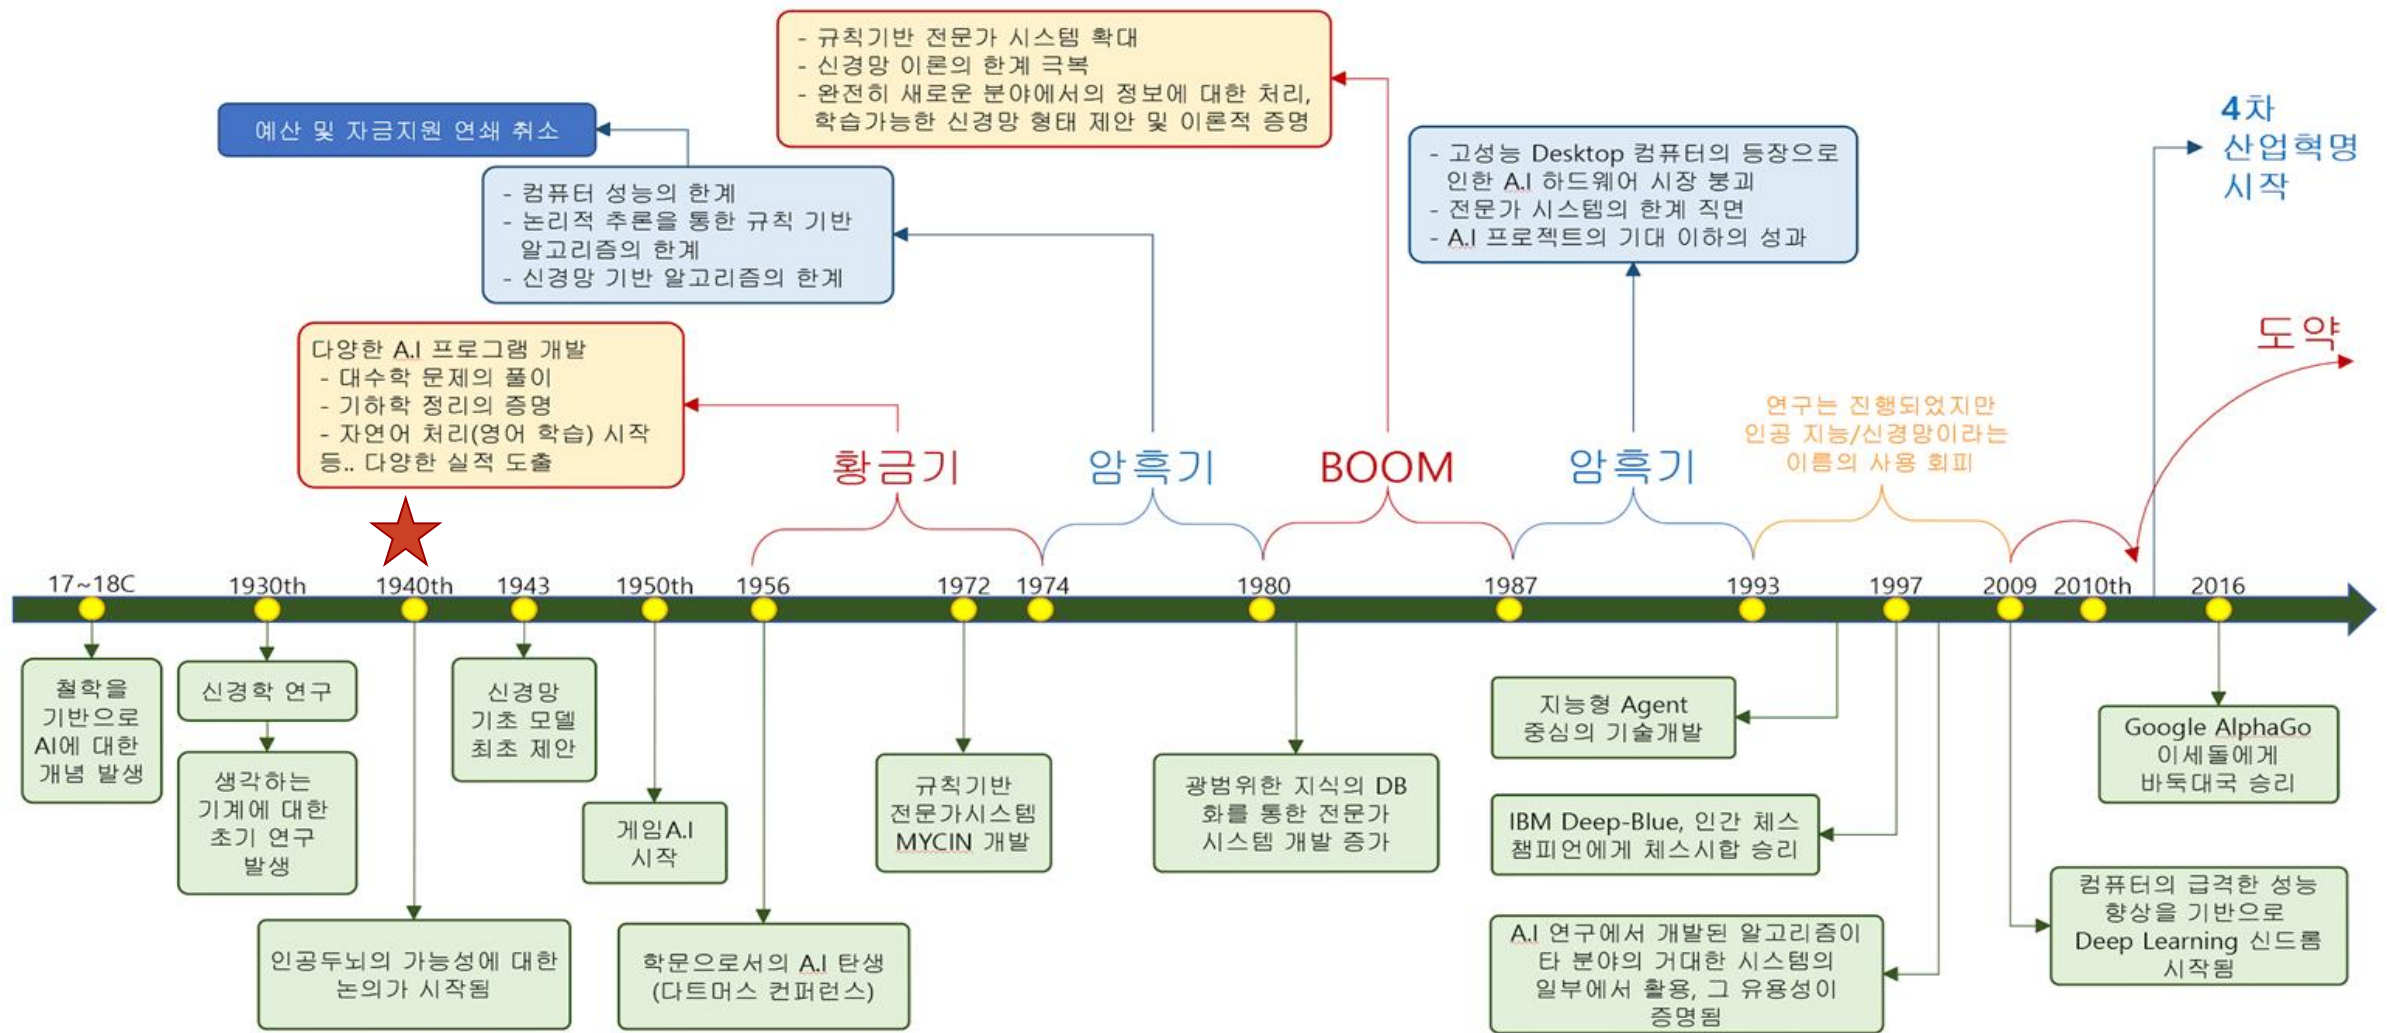 - 규칙기반 전문가 시스템 확대
- 신경망 이론의 한계 극복
- 완전히 새로운 분야에서의 정보에 대한 처리,
학습가능한 신경망 형태 제안 및 이론적 증명
예산 및 자금지원 연쇄 취소
- 컴퓨터 성능의 한계
- 논리적 추론을 통한 규칙 기반
알고리즘의 한계
- 신경망 기반 알고리즘의 한계
- 고성능 Desktop 컴퓨터의 등장으로
인한 A.I 하드웨어 시장 붕괴
- 전문가 시스템의 한계 직면
- A.I 프로젝트의 기대 이하의 성과
4차
산업혁명
시작
다양한 A.I 프로그램 개발
- 대수학 문제의 풀이
- 기하학 정리의 증명
- 자연어 처리(영어 학습) 시작
등.. 다양한 실적 도출
도약
연구는 진행되었지만
인공 지능/신경망이라는
이름의 사용 회피
황금기
암흑기
BOOM
암흑기
17~18C
1930th
1940th
1943
1950th
1956
1972
1974
1980
1987
1993
1997
2009
2010th
2016
철학을
기반으로
AI에 대한
개념 발생
신경학 연구
생각하는
기계에 대한
초기 연구
발생
인공두뇌의 가능성에 대한
논의가 시작됨
신경망
기초 모델
최초 제안
게임A.I
시작
학문으로서의 A.I 탄생
(다트머스 컨퍼런스)
규칙기반
전문가시스템
MYCIN 개발
광범위한 지식의 DB
화를 통한 전문가
시스템 개발 증가
지능형 Agent
중심의 기술개발
IBM Deep-Blue, 인간 체스
챔피언에게 체스시합 승리
A.I 연구에서 개발된 알고리즘이
타 분야의 거대한 시스템의
일부에서 활용, 그 유용성이
증명됨
컴퓨터의 급격한 성능
향상을 기반으로
Deep Learning 신드롬
시작됨
Google AlphaGo
이세돌에게
바둑대국 승리